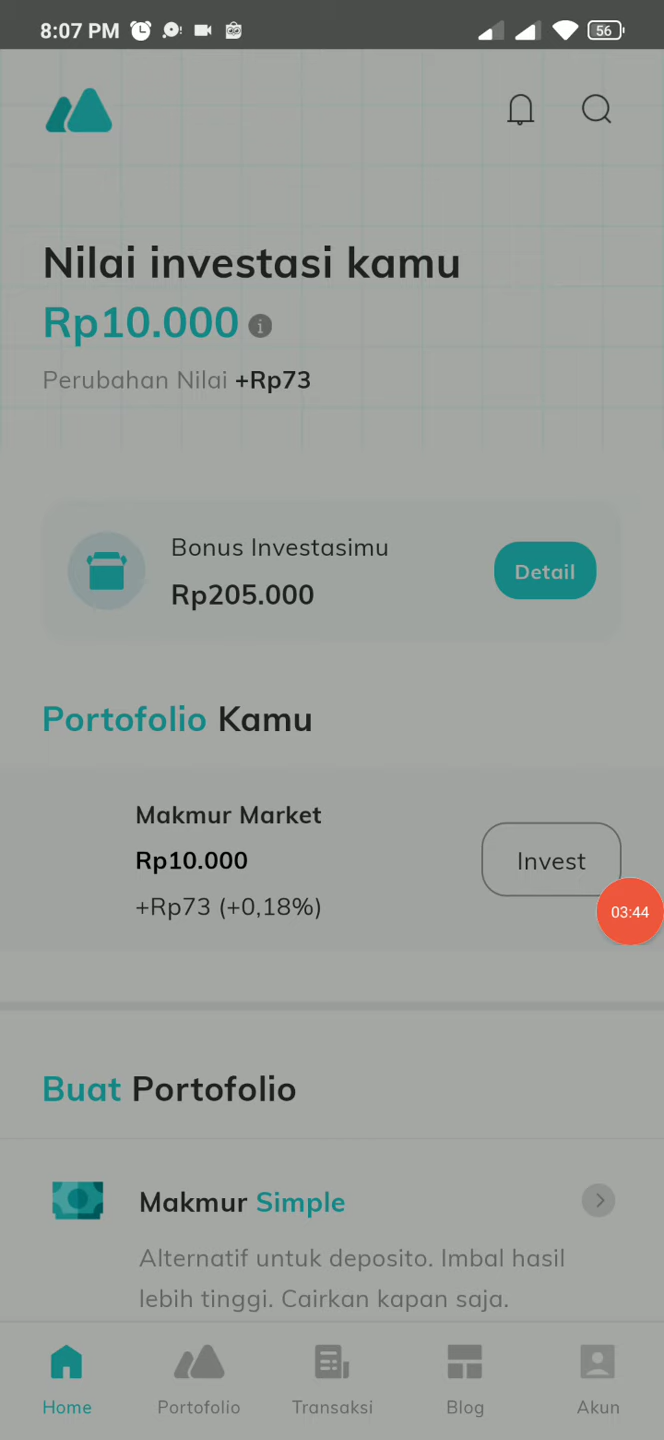 8:07 PM
56
Nilai investasi kamu
Rp10.000
Perubahan Nilai +Rp73
Bonus Investasimu
Rp205.000
Detail
Portofolio Kamu
Makmur Market
Rp10.000
+Rp73 (+0,18%)
Invest
03:44
Buat Portofolio
Makmur Simple
Alternatif untuk deposito. Imbal hasil
lebih tinggi. Cairkan kapan saja.
Home
Portofolio
Transaksi
Blog
Akun